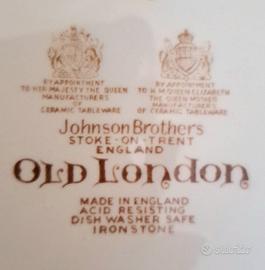 BY APPOINTMENT
TO HER MAJESTY THE QUEEN
MANUFACTURERS
OF
CERAMIC TABLEWARE
BY APPOINTMENT
TO H.M. QUEEN ELIZABETH
THE QUEEN MOTHER
MANUFACTURERS OF
CERAMIC TABLEWARE
Johnson Brothers
STOKE-ON-TRENT
ENGLAND
OLD LONDON
MADE IN ENGLAND
ACID RESISTING
DISH WASHER SAFE
IRONSTONE
subito.it